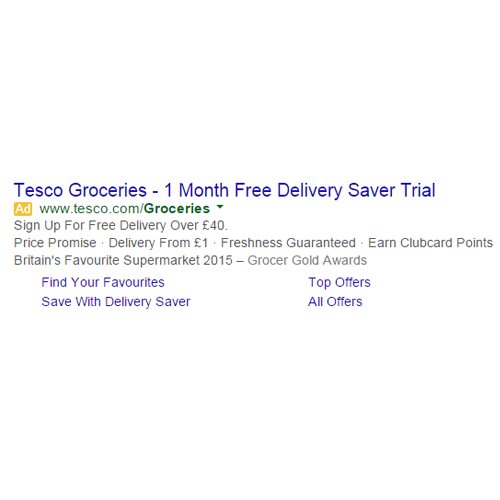 Tesco Groceries - 1 Month Free Delivery Saver Trial
Ad www.tesco.com/Groceries
Sign Up For Free Delivery Over £40.
Price Promise · Delivery From £1 · Freshness Guaranteed · Earn Clubcard Points
Britain's Favourite Supermarket 2015 – Grocer Gold Awards
Find Your Favourites Top Offers
Save With Delivery Saver All Offers